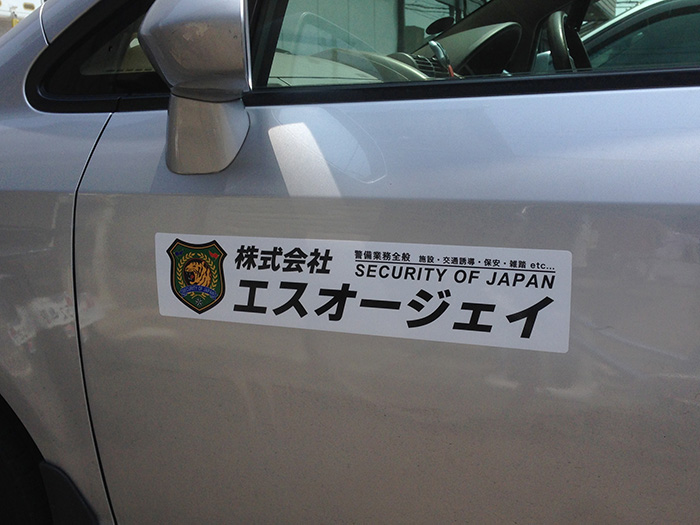 株式会社
警備業務全般 施設・交通誘導・保安・雑踏 etc...
SECURITY OF JAPAN
エスオージェイ